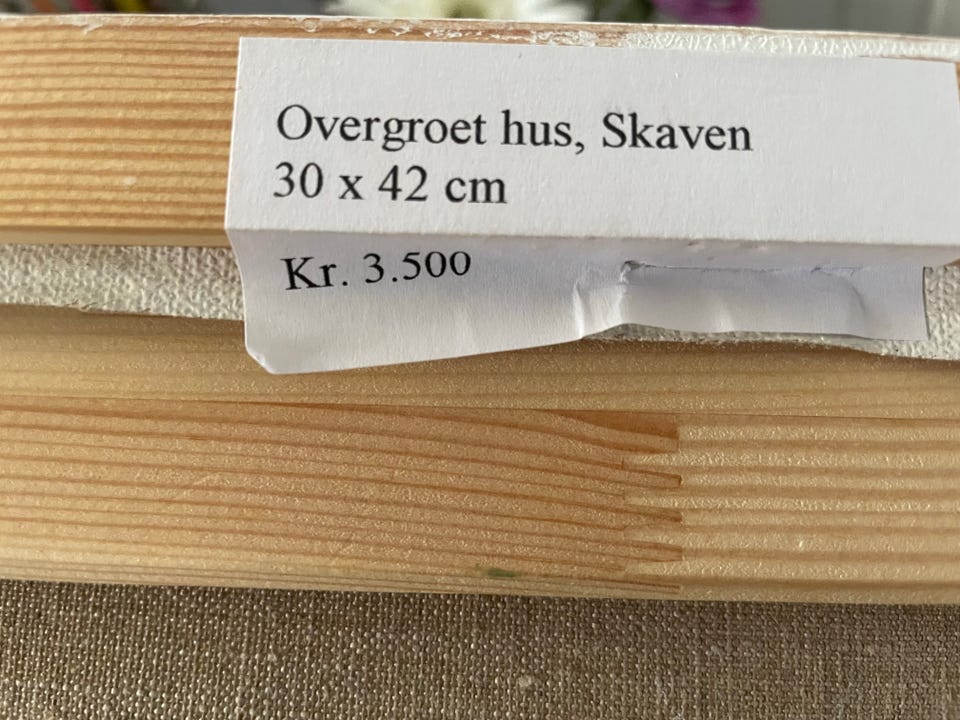 Overgroet hus, Skaven
30 x 42 cm
Kr. 3.500